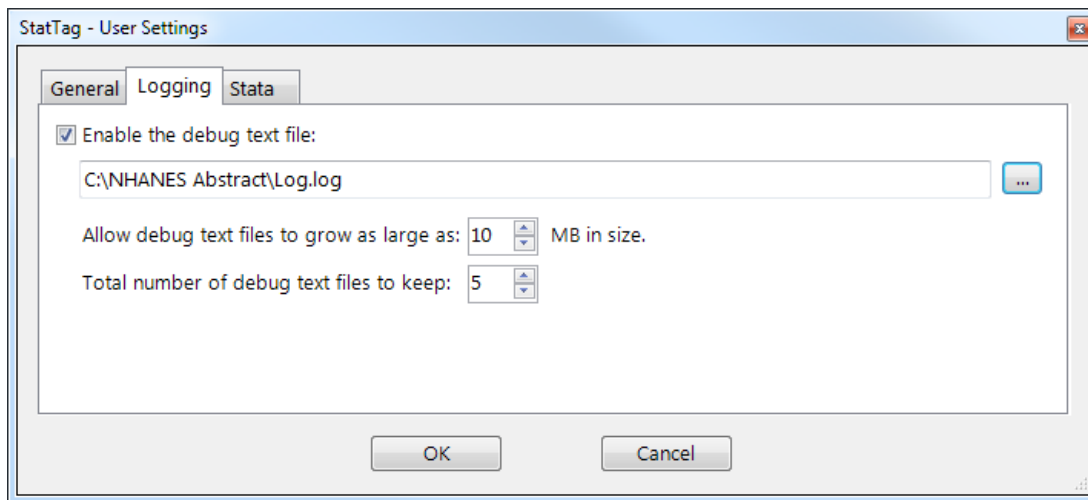 StatTag - User Settings
General Logging Stata
Enable the debug text file:
C:\NHANES Abstract\Log.log ...
Allow debug text files to grow as large as: 10 MB in size.
Total number of debug text files to keep: 5
OK Cancel